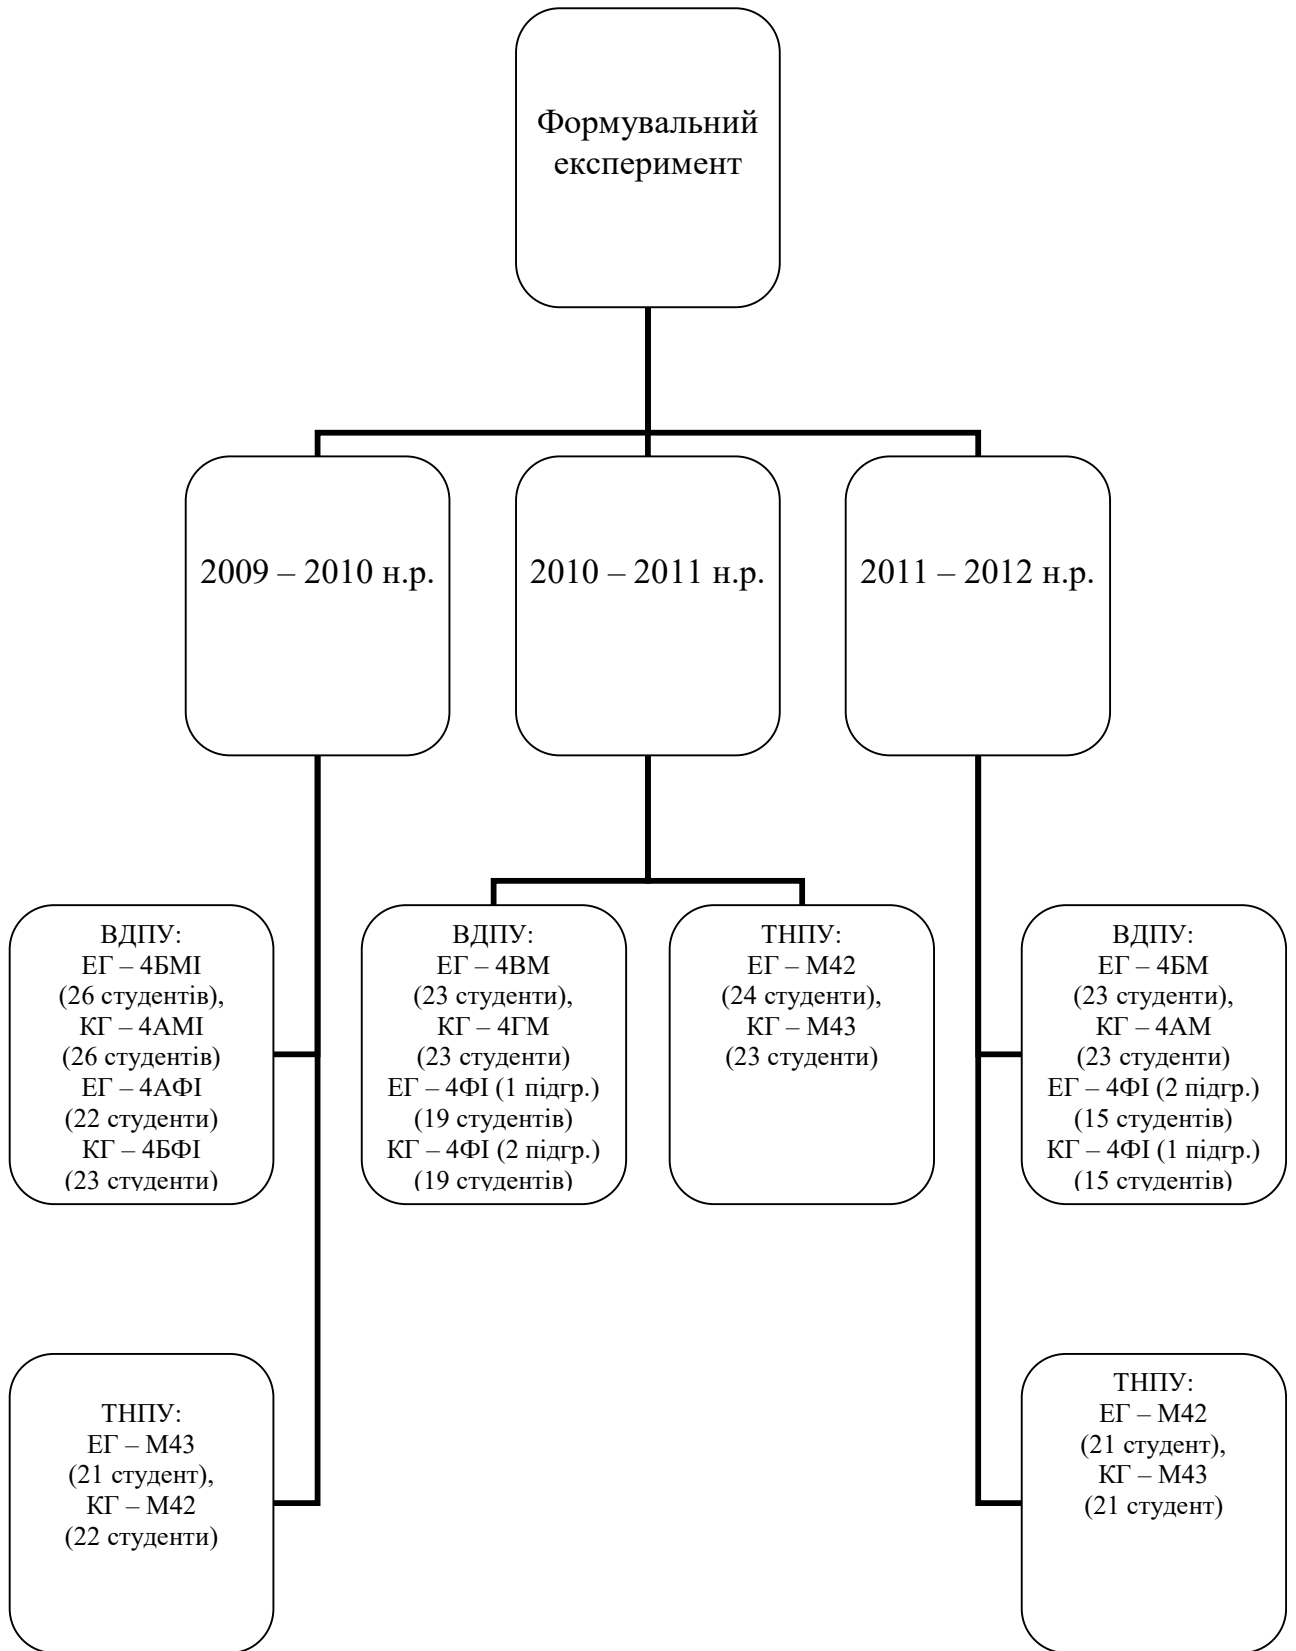 Формувальний
експеримент
2009 – 2010 н.р.
2010 – 2011 н.р.
2011 – 2012 н.р.
ВДПУ:
ЕГ – 4БМІ
(26 студентів),
КГ – 4АМІ
(26 студентів)
ЕГ – 4АФІ
(22 студенти)
КГ – 4БФІ
(23 студенти)
ВДПУ:
ЕГ – 4ВМ
(23 студенти),
КГ – 4ГМ
(23 студенти)
ЕГ – 4ФІ (1 підгр.)
(19 студентів)
КГ – 4ФІ (2 підгр.)
(19 студентів)
ТНПУ:
ЕГ – М42
(24 студенти),
КГ – М43
(23 студенти)
ВДПУ:
ЕГ – 4БМ
(23 студенти),
КГ – 4АМ
(23 студенти)
ЕГ – 4ФІ (2 підгр.)
(15 студентів)
КГ – 4ФІ (1 підгр.)
(15 студентів)
ТНПУ:
ЕГ – М43
(21 студент),
КГ – М42
(22 студенти)
ТНПУ:
ЕГ – М42
(21 студент),
КГ – М43
(21 студент)